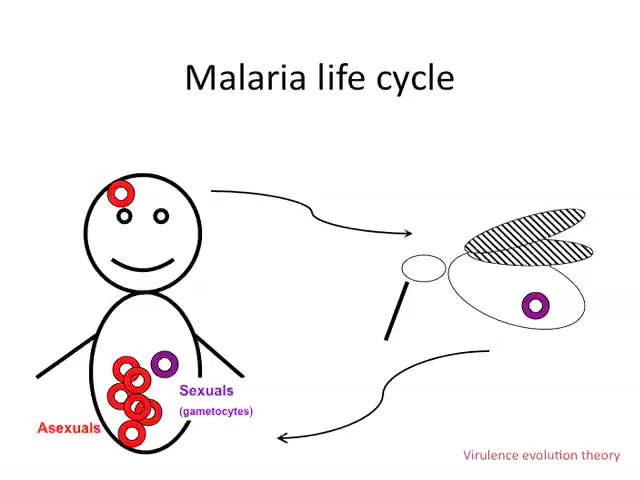 Malaria life cycle
Sexuals
(gametocytes)
Asexuals
Virulence evolution theory